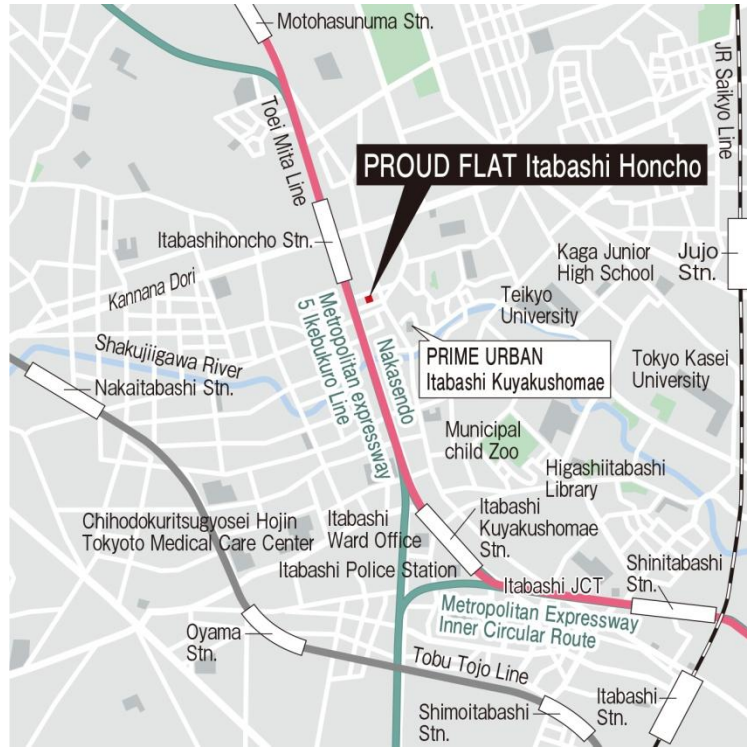 Motohasunuma Stn.
JR Saikyo Line
Toei Mita Line
PROUD FLAT Itabashi Honcho
Itabashihoncho Stn.
Kaga Junior
High School
Jujo
Stn.
Kannana Dori
Teikyo
University
Metropolitan expressway
5 Ikebukuro Line
Nakasendo
Shakujiigawa River
PRIME URBAN
Itabashi Kuyakushomae
Tokyo Kasei
University
Nakaitabashi Stn.
Municipal
child Zoo
Higashiitabashi
Library
Chihodokuritsugyosei Hojin
Tokyoto Medical Care Center
Itabashi
Ward Office
Itabashi
Kuyakushomae
Stn.
Itabashi Police Station
Itabashi JCT
Shinitabashi
Stn.
Metropolitan Expressway
Inner Circular Route
Oyama
Stn.
Tobu Tojo Line
Shimoitabashi
Stn.
Itabashi
Stn.